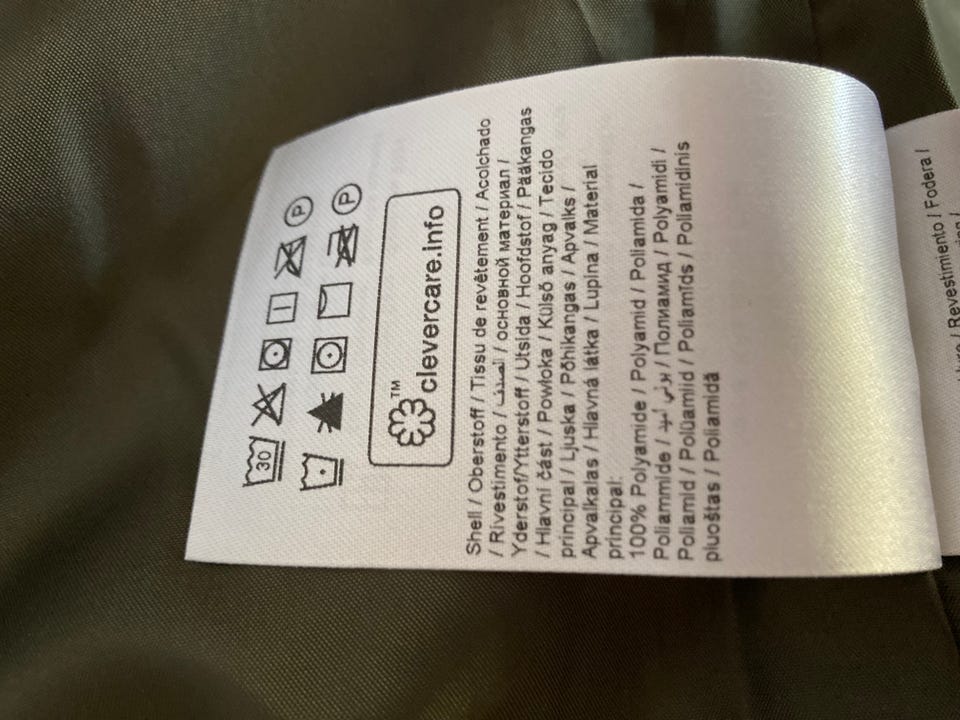 30
P
P
TM
clevercare.info
Shell / Oberstoff / Tissu de revêtement / Acolchado
/ Rivestimento / الصدف / основной материал /
Yderstof/Ytterstoff / Utsida / Hoofdstof / Pääkangas
/ Hlavní část / Powłoka / Külső anyag / Tecido
principal / Ljuska / Põhikangas / Apvalks /
Apvalkalas / Hlavná látka / Lupina / Material
principal:
100% Polyamide / Polyamid / Poliamida /
Poliammide / بولي أميد / Полиамид / Polyamidi /
Poliamid / Polüamiid / Poliamīds / Poliamidinis
pluoštas / Poliamidă
/ Revestimiento / Fodera /